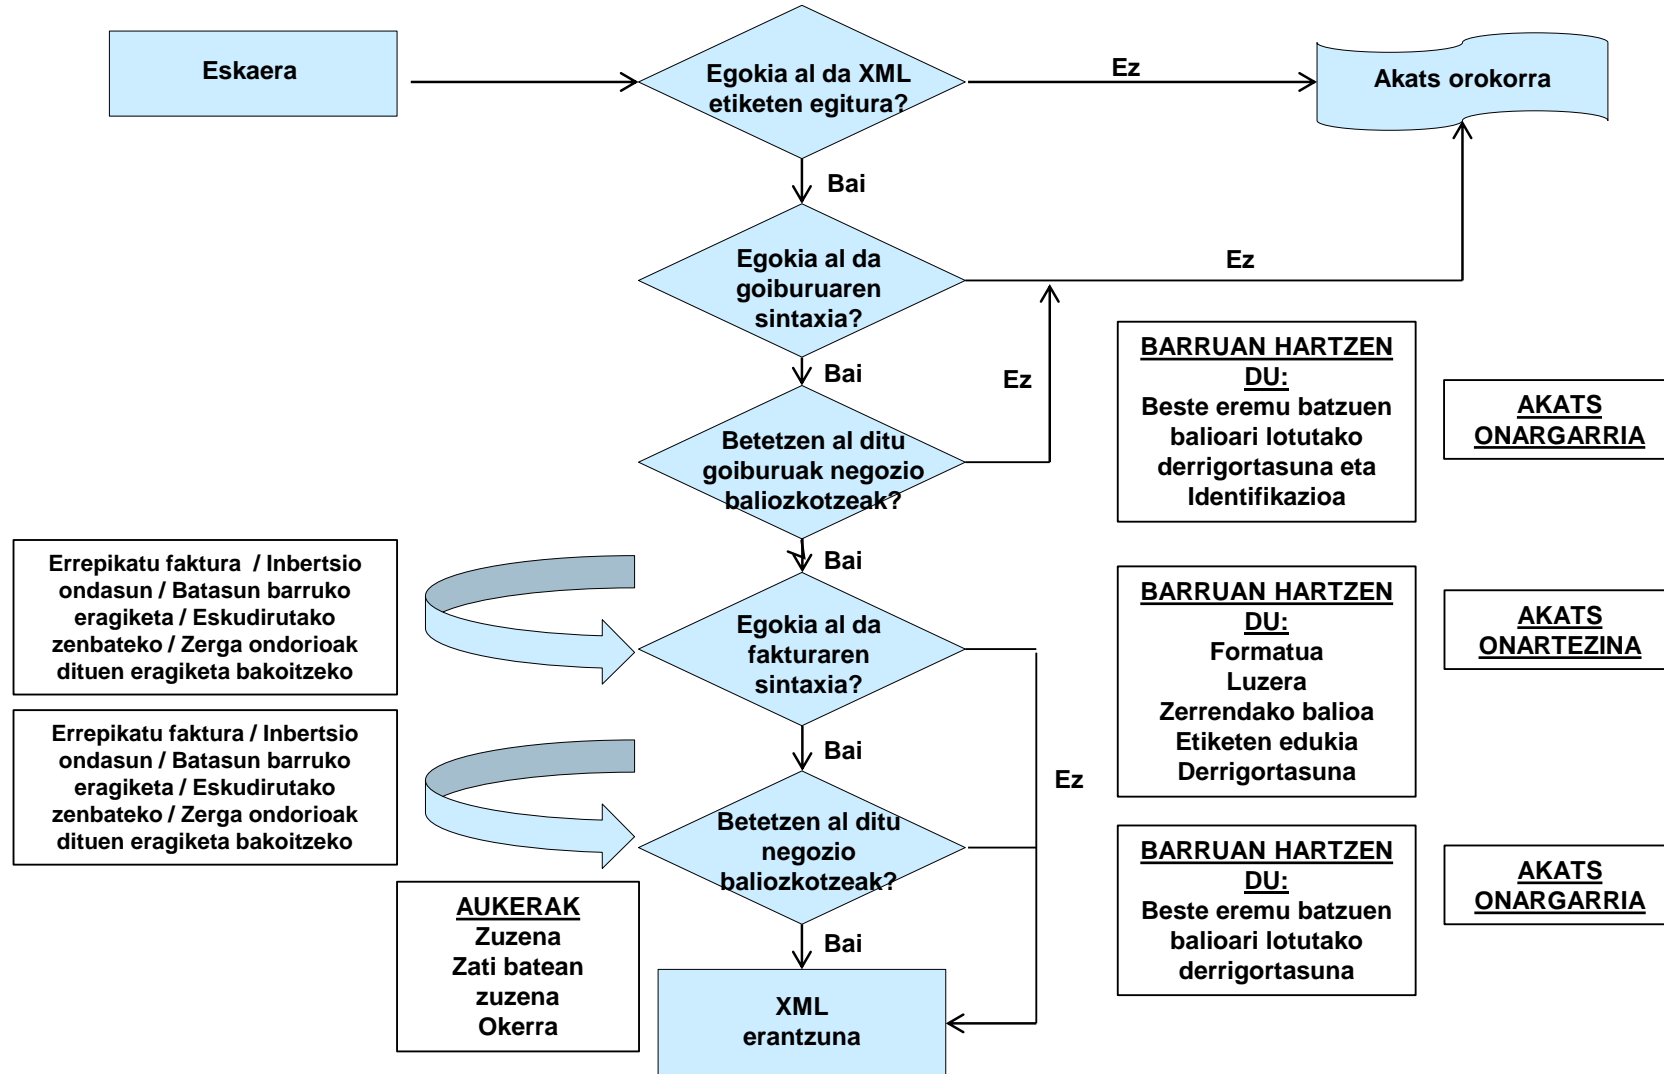 Eskaera
Egokia al da XML
etiketen egitura?
Ez
Akats orokorra
Bai
Egokia al da
goiburuaren
sintaxia?
Ez
Bai
Ez
Betetzen al ditu
goiburuak negozio
baliozkotzeak?
BARRUAN HARTZEN
DU:
Beste eremu batzuen
balioari lotutako
derrigortasuna eta
Identifikazioa
AKATS
ONARGARRIA
Bai
Errepikatu faktura / Inbertsio
ondasun / Batasun barruko
eragiketa / Eskudirutako
zenbateko / Zerga ondorioak
dituen eragiketa bakoitzeko
Egokia al da
fakturaren
sintaxia?
BARRUAN HARTZEN
DU:
Formatua
Luzera
Zerrendako balioa
Etiketen edukia
Derrigortasuna
AKATS
ONARTEZINA
Bai
Ez
Errepikatu faktura / Inbertsio
ondasun / Batasun barruko
eragiketa / Eskudirutako
zenbateko / Zerga ondorioak
dituen eragiketa bakoitzeko
Betetzen al ditu
negozio
baliozkotzeak?
BARRUAN HARTZEN
DU:
Beste eremu batzuen
balioari lotutako
derrigortasuna
AKATS
ONARGARRIA
AUKERAK
Zuzena
Zati batean
zuzena
Okerra
Bai
XML
erantzuna